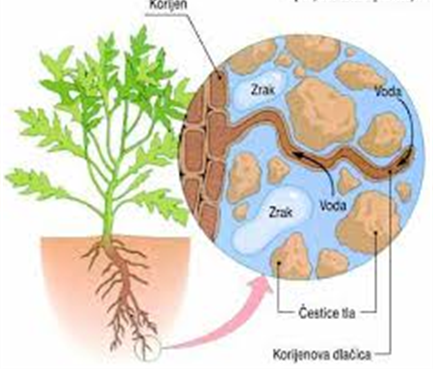 Korijen
Zrak
Voda
Zrak
Voda
Čestice tla
Korijenova dlačica